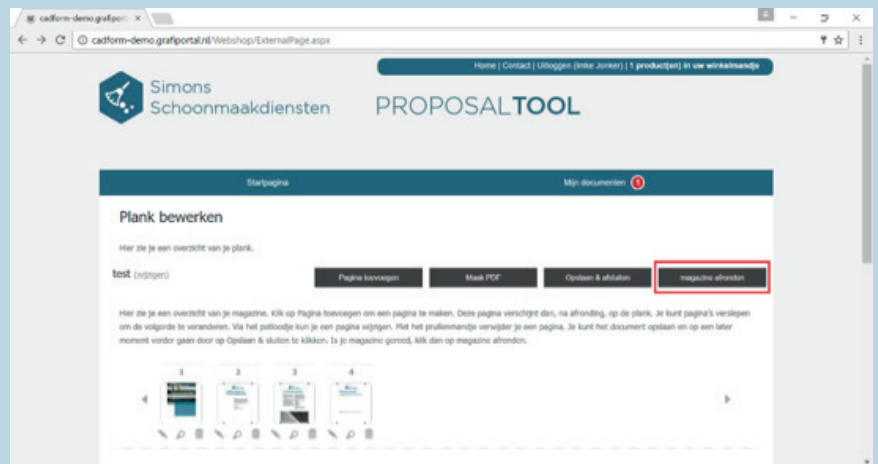 cadform-demo.grafiport
cadform-demo.grafiportal.nl/Webshop/ExternalPage.aspx
Home | Contact | Uitloggen (Imke Jonker) | 1 product(en) in uw winkelmandje
Simons
Schoonmaakdiensten
PROPOSALTOOL
Startpagina
Mijn documenten 1
Plank bewerken
Hier zie je een overzicht van je plank.
test (wijzigen)
Pagina toevoegen
Maak PDF
Opslaan & afsluiten
magazine afronden
Hier zie je een overzicht van je magazine. Klik op Pagina toevoegen om een pagina te maken. Deze pagina verschijnt dan, na afronding, op de plank. Je kunt pagina's verslepen
om de volgorde te veranderen. Via het potloodje kun je een pagina wijzigen. Met het prullenmandje verwijder je een pagina. Je kunt het document opslaan en op een later
moment verder gaan door op Opslaan & sluiten te klikken. Is je magazine gereed, klik dan op magazine afronden.
1 2 3 4